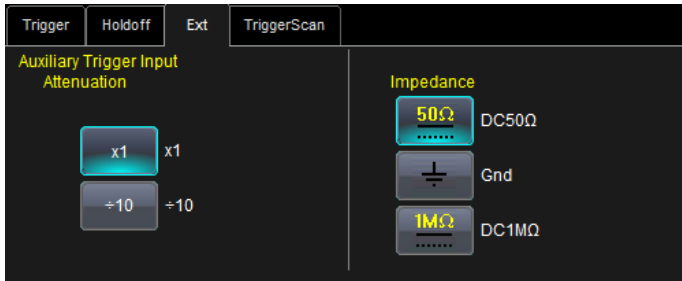 Trigger Holdoff Ext TriggerScan
Auxiliary Trigger Input
Attenuation
x1 x1
÷10 ÷10
Impedance
50Ω DC50Ω
Gnd
1MΩ DC1MΩ